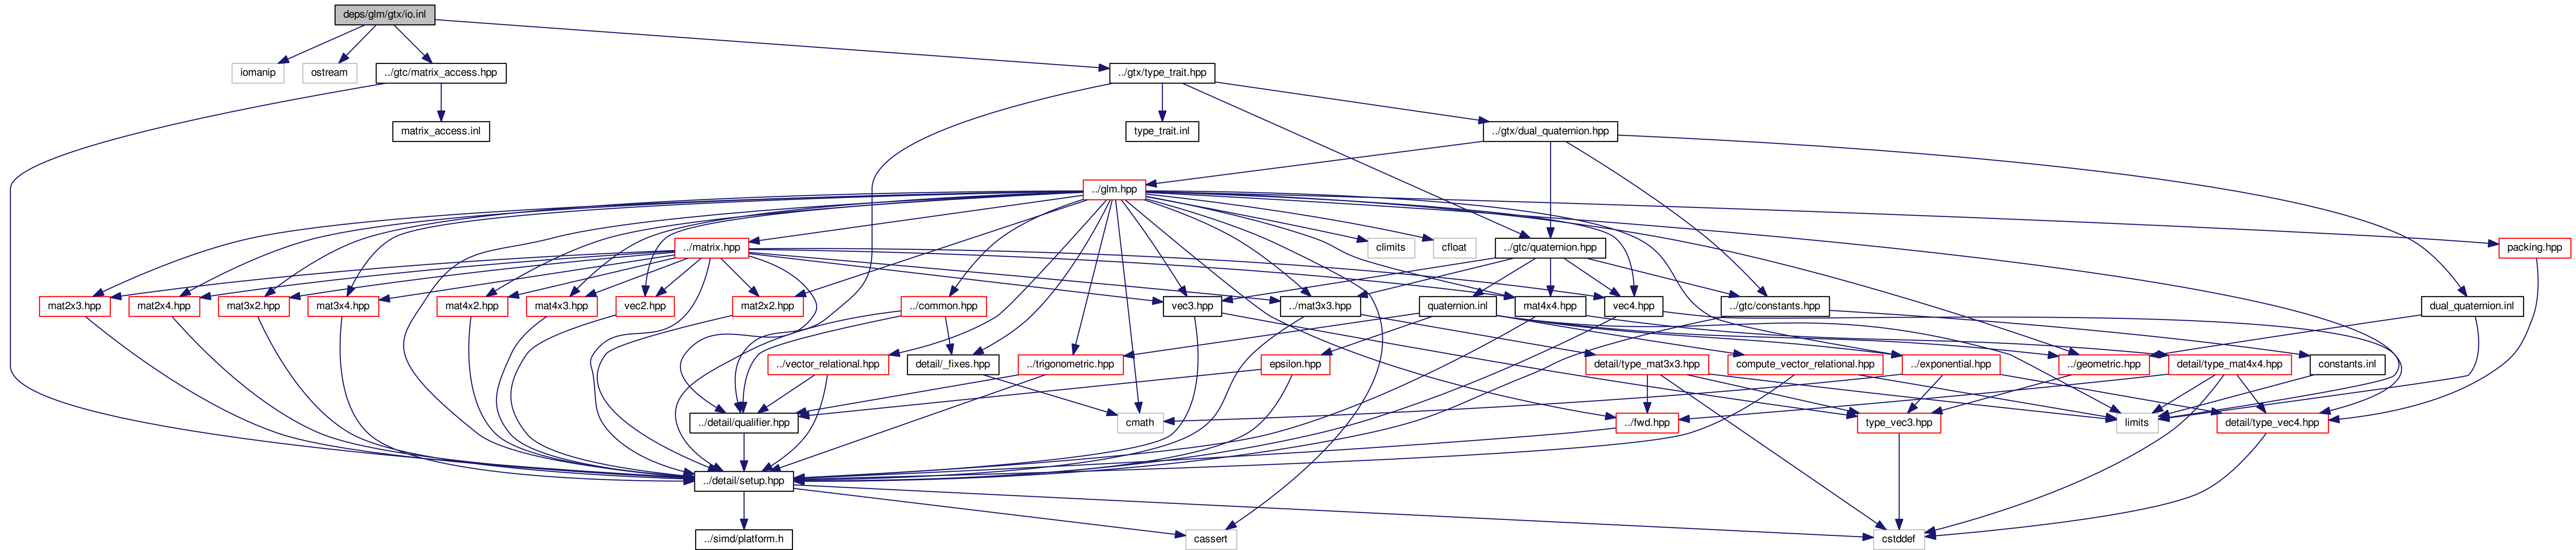 deps/glm/gtx/io.inl
iomanip
ostream
../gtc/matrix_access.hpp
../gtx/type_trait.hpp
matrix_access.inl
type_trait.inl
../gtx/dual_quaternion.hpp
../glm.hpp
../matrix.hpp
climits
cfloat
../gtc/quaternion.hpp
packing.hpp
mat2x3.hpp
mat2x4.hpp
mat3x2.hpp
mat3x4.hpp
mat4x2.hpp
mat4x3.hpp
vec2.hpp
mat2x2.hpp
../common.hpp
vec3.hpp
../mat3x3.hpp
quaternion.inl
mat4x4.hpp
vec4.hpp
../gtc/constants.hpp
dual_quaternion.inl
../vector_relational.hpp
detail/_fixes.hpp
../trigonometric.hpp
epsilon.hpp
detail/type_mat3x3.hpp
compute_vector_relational.hpp
../exponential.hpp
../geometric.hpp
detail/type_mat4x4.hpp
constants.inl
../detail/qualifier.hpp
cmath
../fwd.hpp
type_vec3.hpp
limits
detail/type_vec4.hpp
../detail/setup.hpp
../simd/platform.h
cassert
cstddef